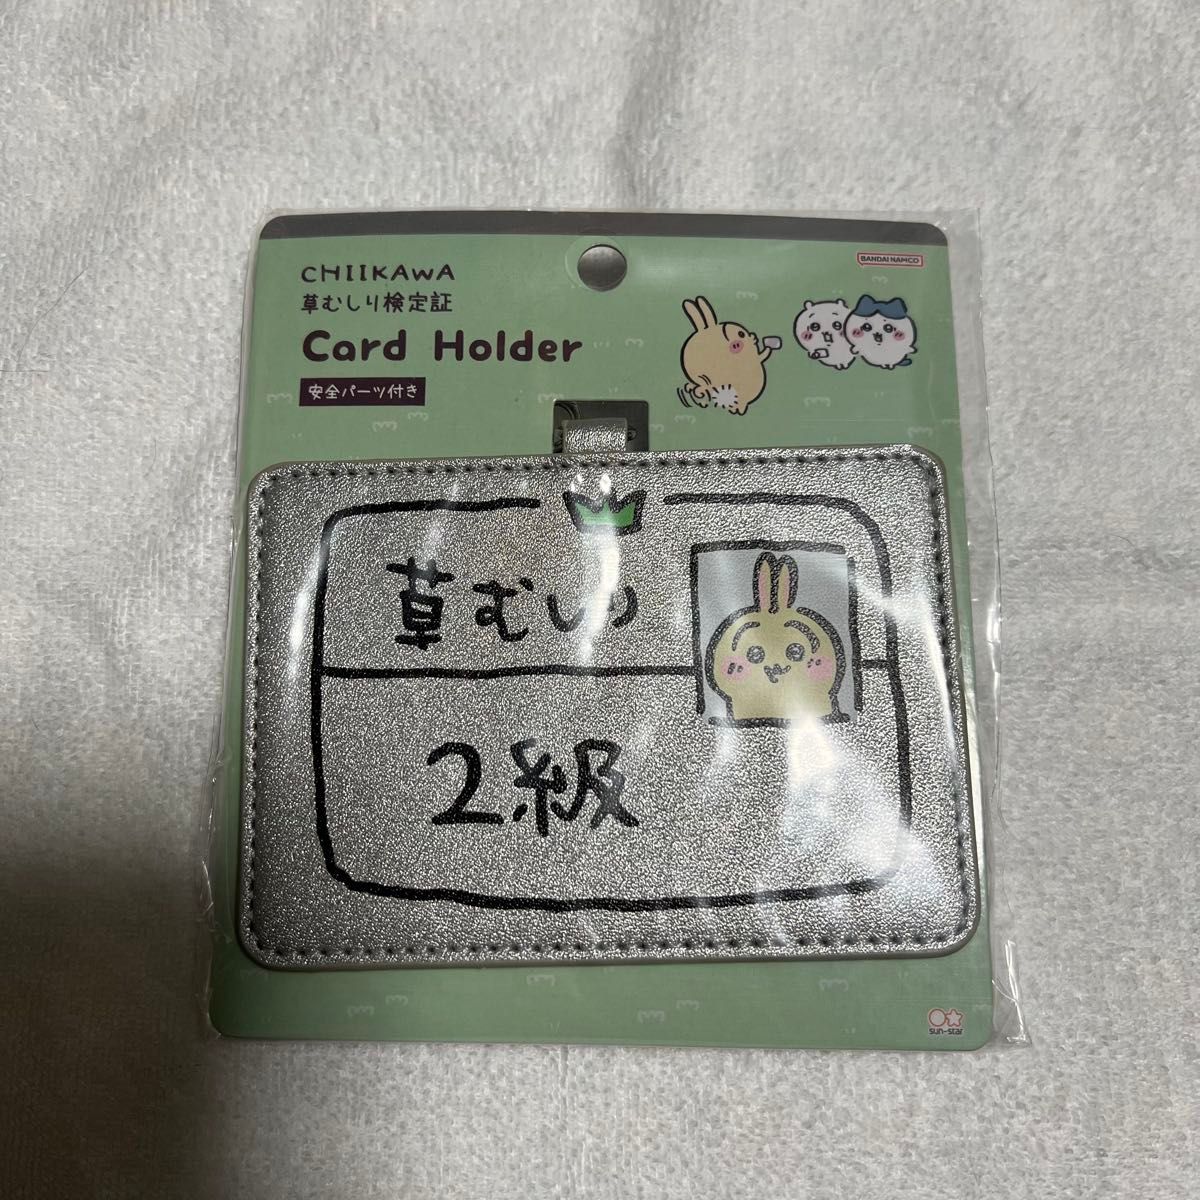 CHIIKAWA
BANDAI NAMCO
草むしり検定証
Card Holder
安全パーツ付き
草むしり
2級
sun-star